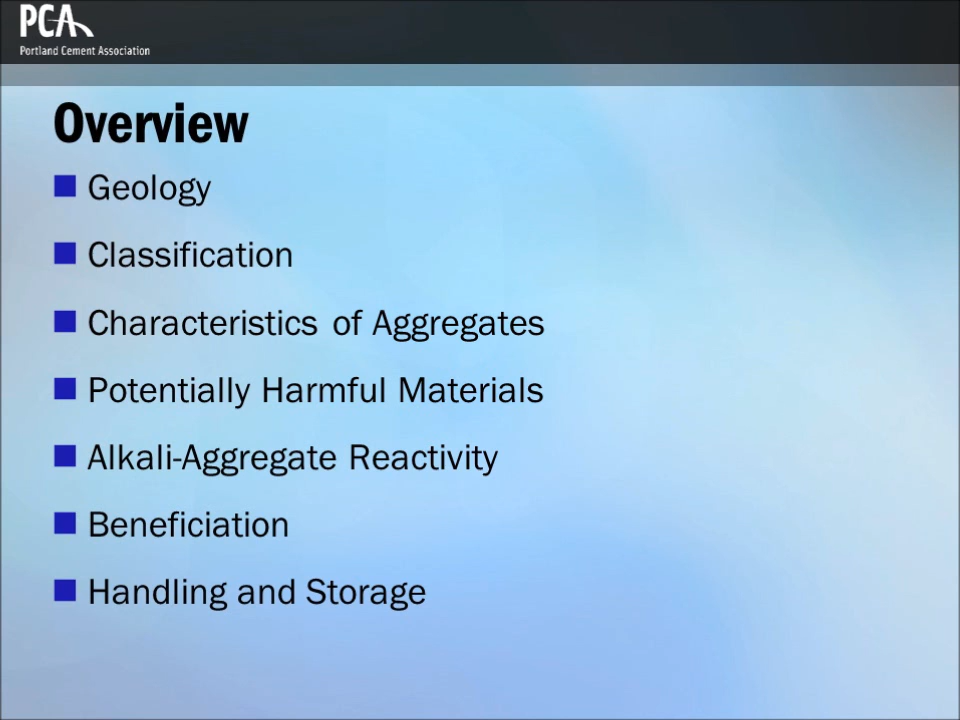 PCA
Portland Cement Association
Overview
Geology
Classification
Characteristics of Aggregates
Potentially Harmful Materials
Alkali-Aggregate Reactivity
Beneficiation
Handling and Storage